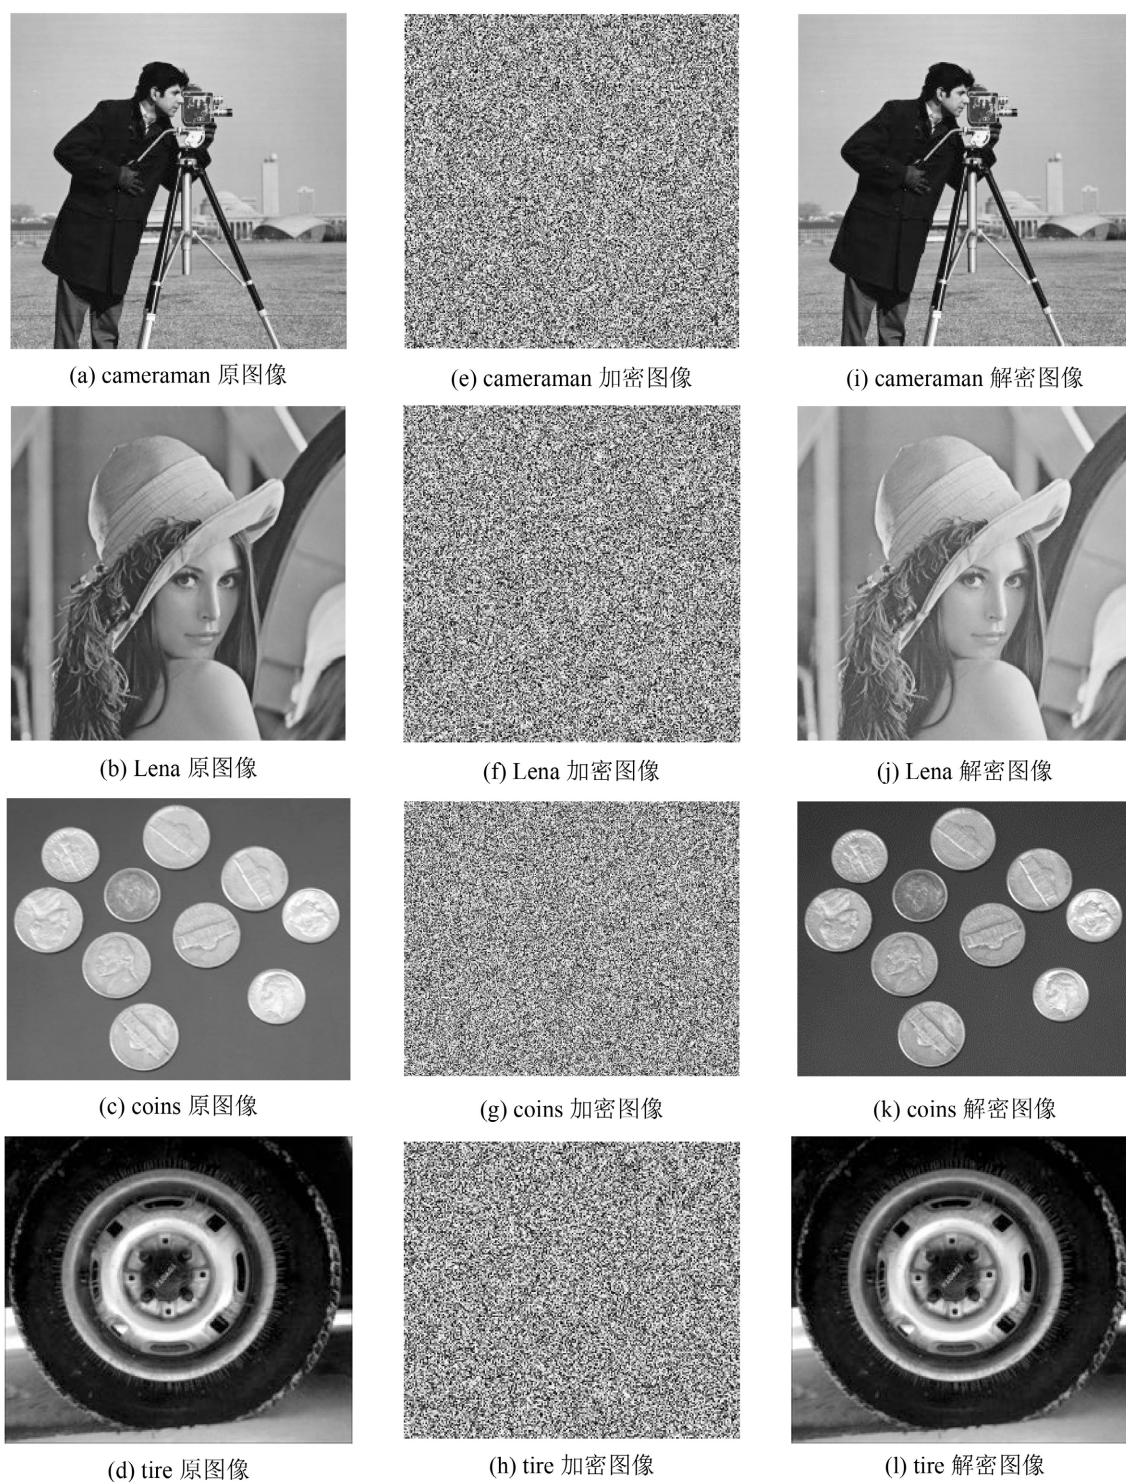 (a) cameraman 原图像
(e) cameraman 加密图像
(i) cameraman 解密图像
(b) Lena 原图像
(f) Lena 加密图像
(j) Lena 解密图像
(c) coins 原图像
(g) coins 加密图像
(k) coins 解密图像
(d) tire 原图像
(h) tire 加密图像
(l) tire 解密图像